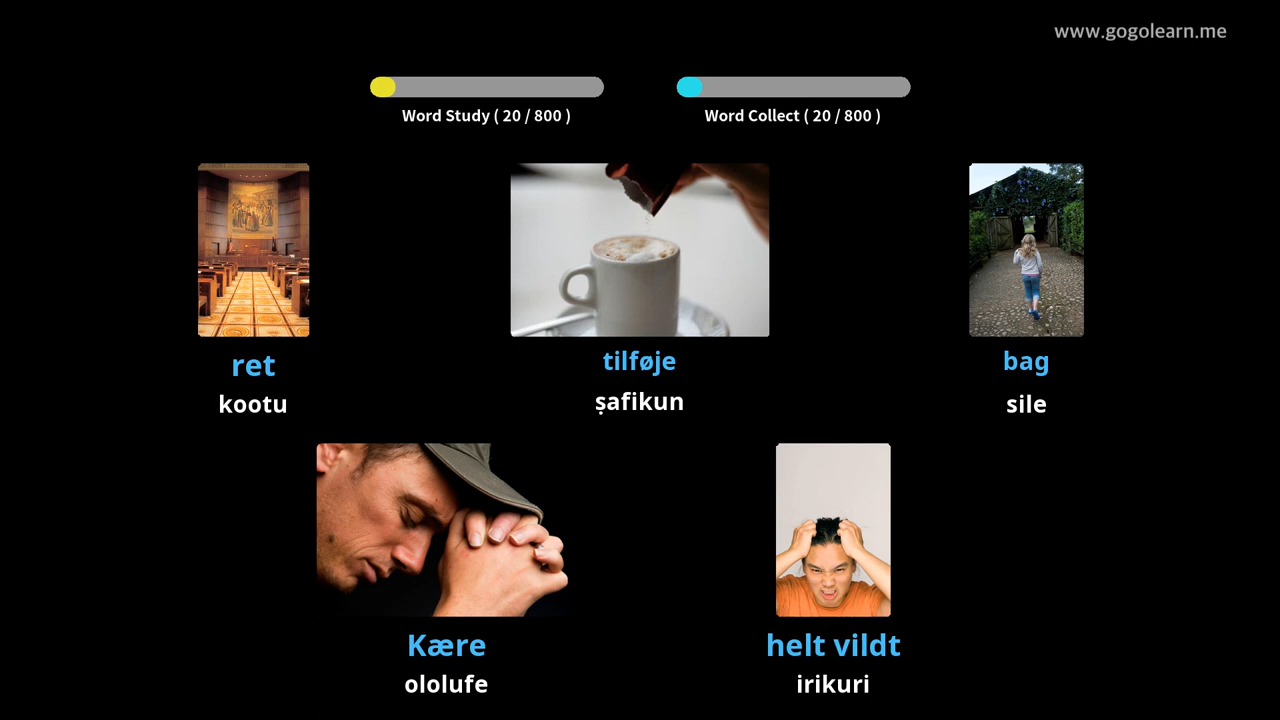 www.gogolearn.me
Word Study ( 20 / 800 )
Word Collect ( 20 / 800 )
ret
kootu
tilføje
ṣafikun
bag
sile
Kære
ololufe
helt vildt
irikuri